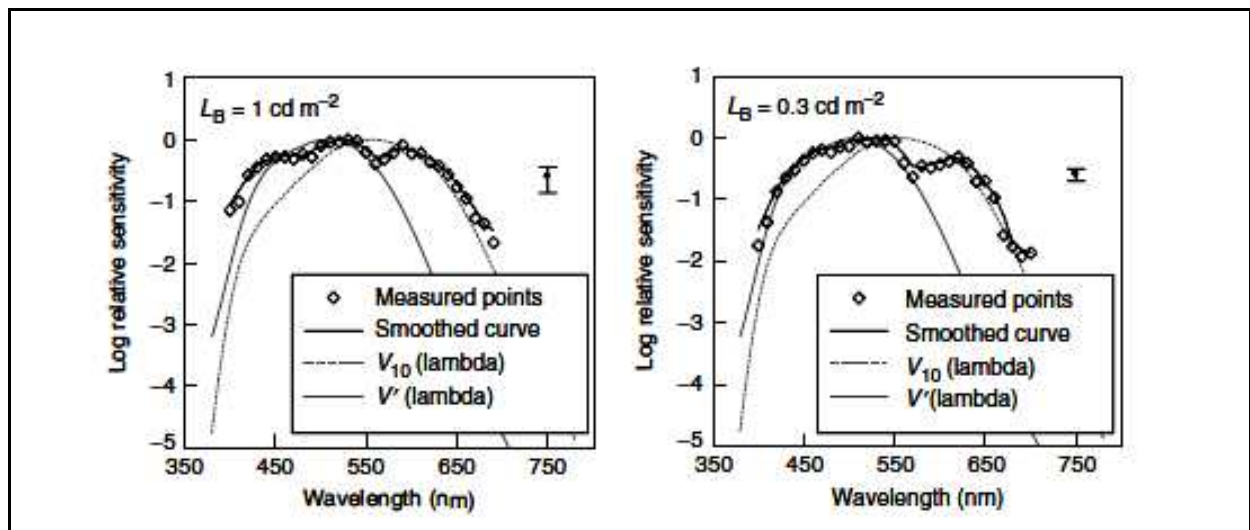 1
0
−1
−2
−3
−4
−5
Log relative sensitivity
L_B = 1 cd m⁻²
Measured points
Smoothed curve
V₁₀ (lambda)
V′ (lambda)
350
450
550
650
750
Wavelength (nm)
1
0
−1
−2
−3
−4
−5
Log relative sensitivity
L_B = 0.3 cd m⁻²
Measured points
Smoothed curve
V₁₀ (lambda)
V′(lambda)
350
450
550
650
750
Wavelength (nm)